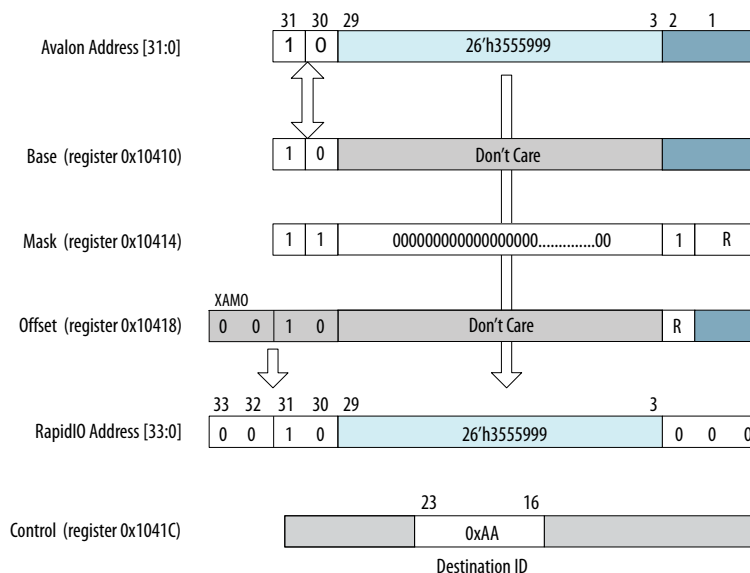 31 30 29 3 2 1
Avalon Address [31:0] 1 0 26'h3555999
Base (register 0x10410) 1 0 Don't Care
Mask (register 0x10414) 1 1 000000000000000000..............00 1 R
XAMO
Offset (register 0x10418) 0 0 1 0 Don't Care R
33 32 31 30 29 3
RapidIO Address [33:0] 0 0 1 0 26'h3555999 0 0 0
23 16
Control (register 0x1041C) 0xAA
Destination ID